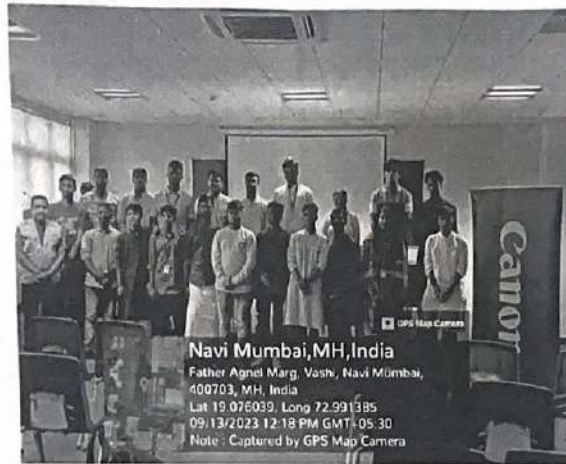 Canon
GPS Map Camera
Navi Mumbai,MH,India
Father Agnel Marg, Vashi, Navi Mumbai,
400703, MH, India
Lat 19.076039, Long 72.991385
09/13/2023 12:18 PM GMT+05:30
Note : Captured by GPS Map Camera